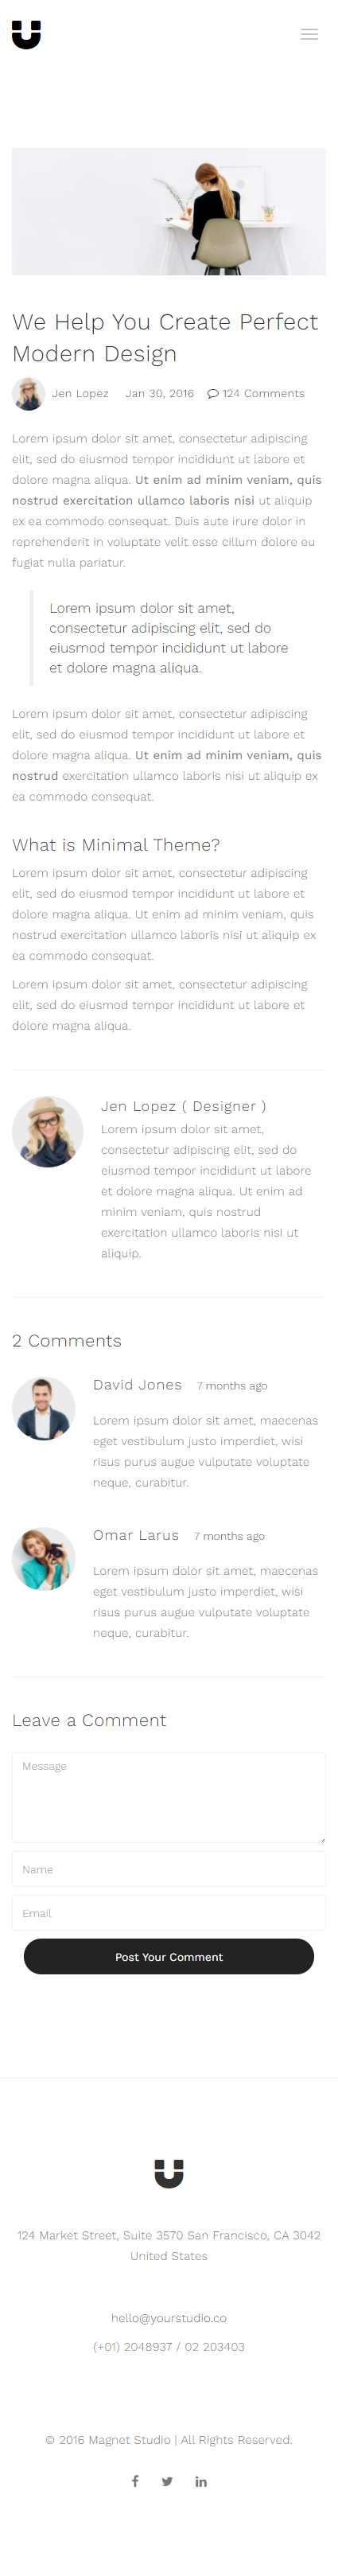 We Help You Create Perfect
Modern Design
Jen Lopez Jan 30, 2016 124 Comments
Lorem ipsum dolor sit amet, consectetur adipiscing
elit, sed do eiusmod tempor incididunt ut labore et
dolore magna aliqua. Ut enim ad minim veniam, quis
nostrud exercitation ullamco laboris nisi ut aliquip
ex ea commodo consequat. Duis aute irure dolor in
reprehenderit in voluptate velit esse cillum dolore eu
fugiat nulla pariatur.
Lorem ipsum dolor sit amet,
consectetur adipiscing elit, sed do
eiusmod tempor incididunt ut labore
et dolore magna aliqua.
Lorem ipsum dolor sit amet, consectetur adipiscing
elit, sed do eiusmod tempor incididunt ut labore et
dolore magna aliqua. Ut enim ad minim veniam, quis
nostrud exercitation ullamco laboris nisi ut aliquip ex
ea commodo consequat.
What is Minimal Theme?
Lorem ipsum dolor sit amet, consectetur adipiscing
elit, sed do eiusmod tempor incididunt ut labore et
dolore magna aliqua. Ut enim ad minim veniam, quis
nostrud exercitation ullamco laboris nisi ut aliquip ex
ea commodo consequat.
Lorem ipsum dolor sit amet, consectetur adipiscing
elit, sed do eiusmod tempor incididunt ut labore et
dolore magna aliqua.
Jen Lopez ( Designer )
Lorem ipsum dolor sit amet,
consectetur adipiscing elit, sed do
eiusmod tempor incididunt ut labore
et dolore magna aliqua. Ut enim ad
minim veniam, quis nostrud
exercitation ullamco laboris nisi ut
aliquip.
2 Comments
David Jones 7 months ago
Lorem ipsum dolor sit amet, maecenas
eget vestibulum justo imperdiet, wisi
risus purus augue vulputate voluptate
neque, curabitur.
Omar Larus 7 months ago
Lorem ipsum dolor sit amet, maecenas
eget vestibulum justo imperdiet, wisi
risus purus augue vulputate voluptate
neque, curabitur.
Leave a Comment
Message
Name
Email
Post Your Comment
124 Market Street, Suite 3570 San Francisco, CA 3042
United States
hello@yourstudio.co
(+01) 2048937 / 02 203403
© 2016 Magnet Studio | All Rights Reserved.